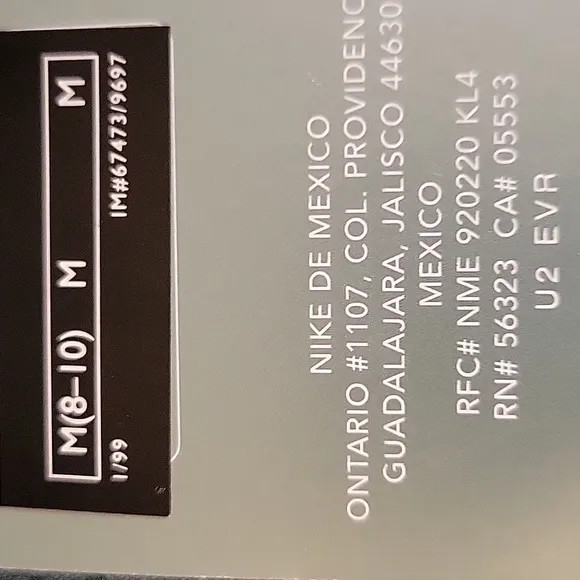 M(8-10) M M
1/99 IM#67473/9697
NIKE DE MEXICO
ONTARIO #1107, COL. PROVIDENC
GUADALAJARA, JALISCO 44630
MEXICO
RFC# NME 920220 KL4
RN# 56323 CA# 05553
U2 EVR